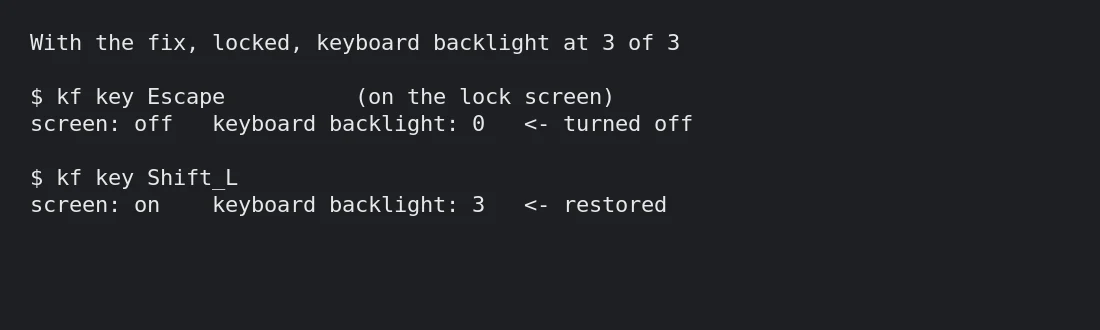 With the fix, locked, keyboard backlight at 3 of 3
$ kf key Escape          (on the lock screen)
screen: off   keyboard backlight: 0   <- turned off
$ kf key Shift_L
screen: on    keyboard backlight: 3   <- restored